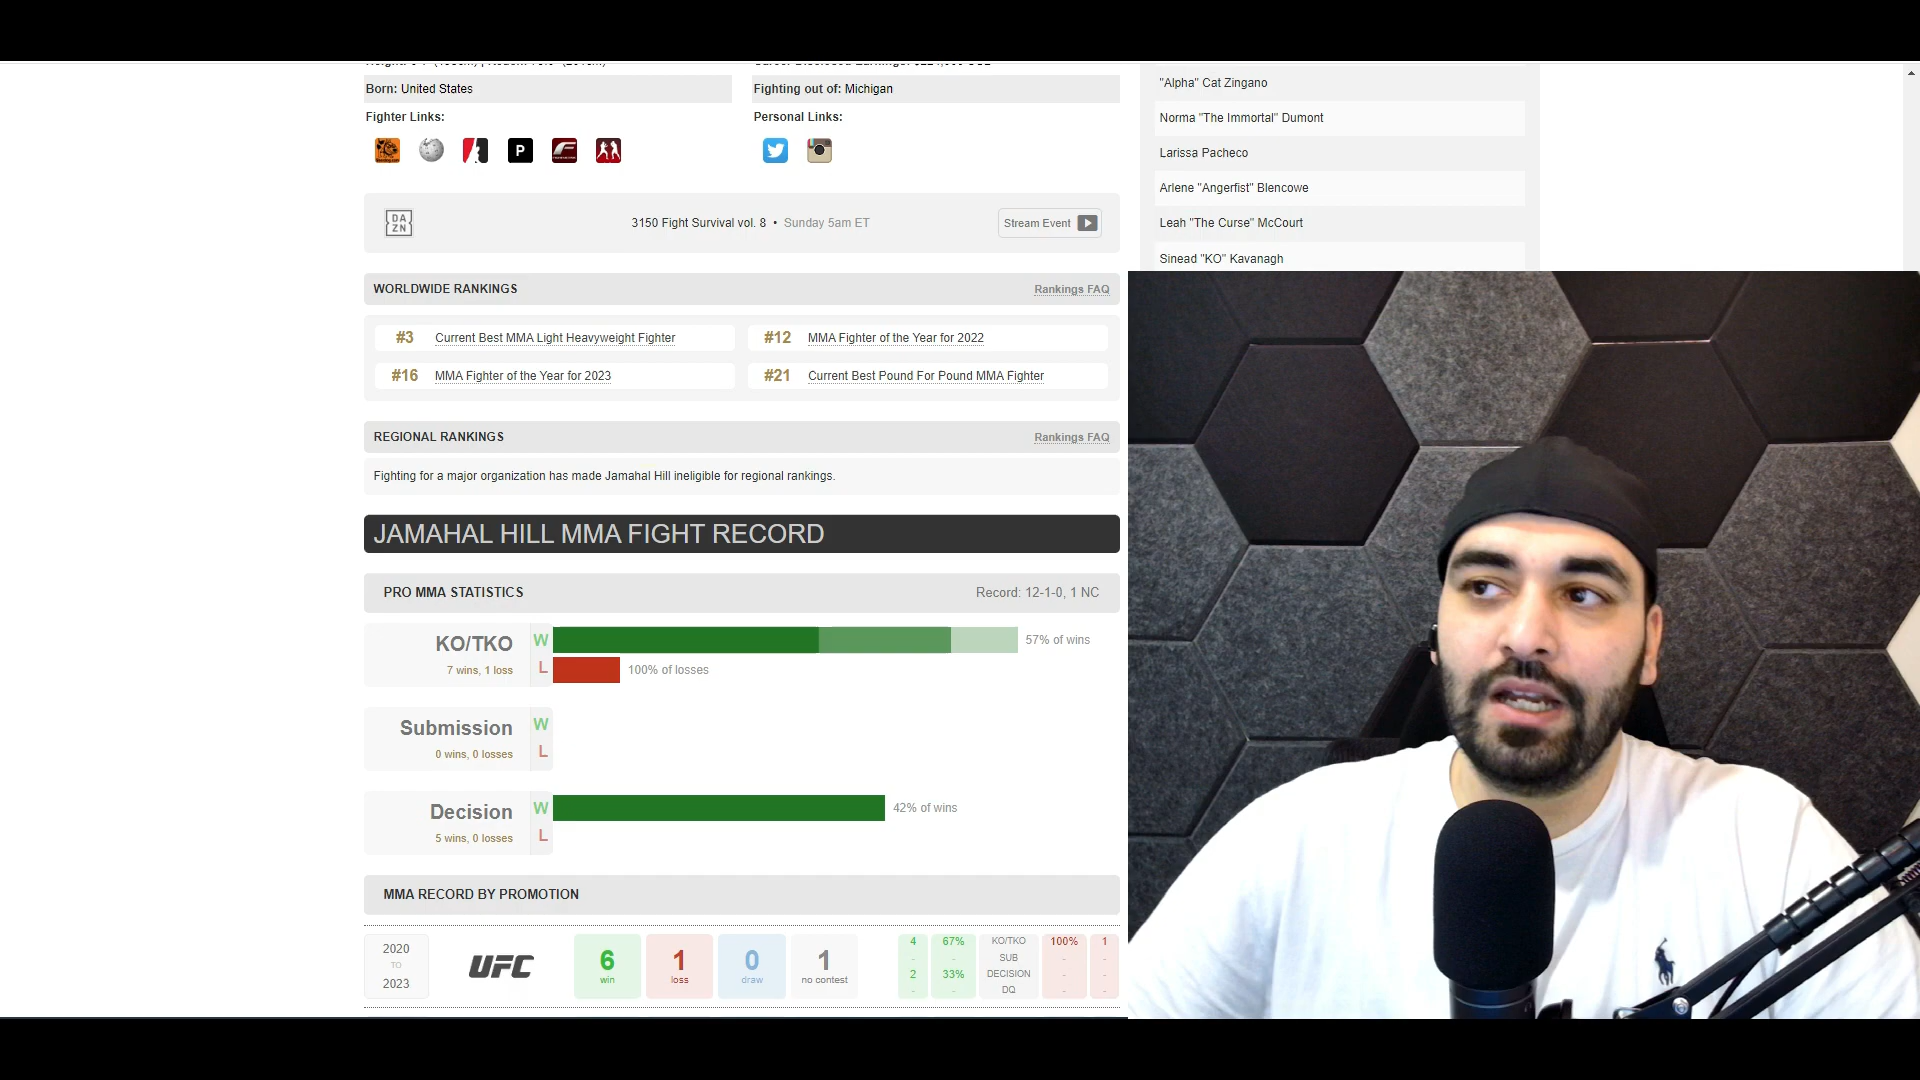 Born: United States
Fighting out of: Michigan
Fighter Links:
Personal Links:
P
DA
ZN
3150 Fight Survival vol. 8 • Sunday 5am ET
Stream Event
WORLDWIDE RANKINGS
Rankings FAQ
#3 Current Best MMA Light Heavyweight Fighter
#12 MMA Fighter of the Year for 2022
#16 MMA Fighter of the Year for 2023
#21 Current Best Pound For Pound MMA Fighter
REGIONAL RANKINGS
Rankings FAQ
Fighting for a major organization has made Jamahal Hill ineligible for regional rankings.
JAMAHAL HILL MMA FIGHT RECORD
PRO MMA STATISTICS
Record: 12-1-0, 1 NC
KO/TKO
7 wins, 1 loss
W
57% of wins
L
100% of losses
Submission
0 wins, 0 losses
W
L
Decision
5 wins, 0 losses
W
42% of wins
L
MMA RECORD BY PROMOTION
2020
TO
2023
UFC
6
win
1
loss
0
draw
1
no contest
4 67% KO/TKO 100% 1
- - SUB - -
2 33% DECISION - -
- - DQ - -
"Alpha" Cat Zingano
Norma "The Immortal" Dumont
Larissa Pacheco
Arlene "Angerfist" Blencowe
Leah "The Curse" McCourt
Sinead "KO" Kavanagh